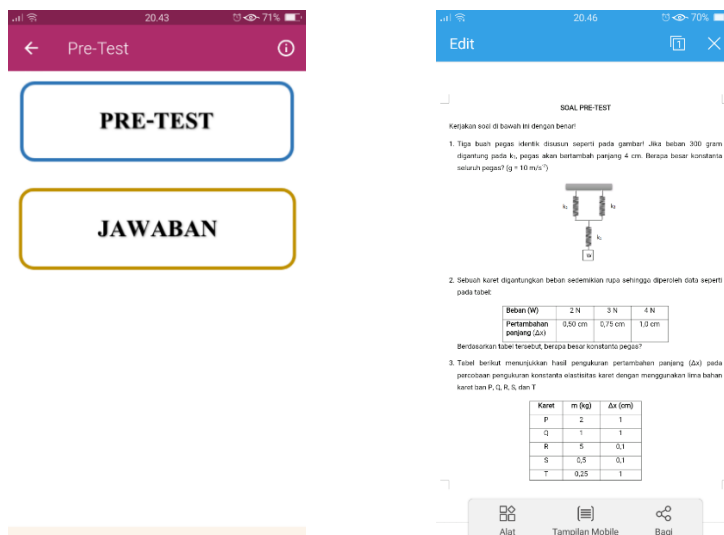 20.43
71%
Pre-Test
PRE-TEST
JAWABAN
20.46
70%
Edit
1
SOAL PRE-TEST
Kerjakan soal di bawah ini dengan benar!
1. Tiga buah pegas identik disusun seperti pada gambar! Jika beban 300 gram
digantung pada k₁, pegas akan bertambah panjang 4 cm. Berapa besar konstanta
seluruh pegas? (g = 10 m/s²)
k₂
k₁
W
2. Sebuah karet digantungkan beban sedemikian rupa sehingga diperoleh data seperti
pada tabel:
Beban (W) 2 N 3 N 4 N
Pertambahan
panjang (Δx) 0,50 cm 0,75 cm 1,0 cm
Berdasarkan tabel tersebut, berapa besar konstanta pegas?
3. Tabel berikut menunjukkan hasil pengukuran pertambahan panjang (Δx) pada
percobaan pengukuran konstanta elastisitas karet dengan menggunakan lima bahan
karet ban P, Q, R, S, dan T
Karet m (kg) Δx (cm)
P 2 1
Q 1 1
R 5 0,1
S 0,5 0,1
T 0,25 1
Alat
Tampilan Mobile
Bagi